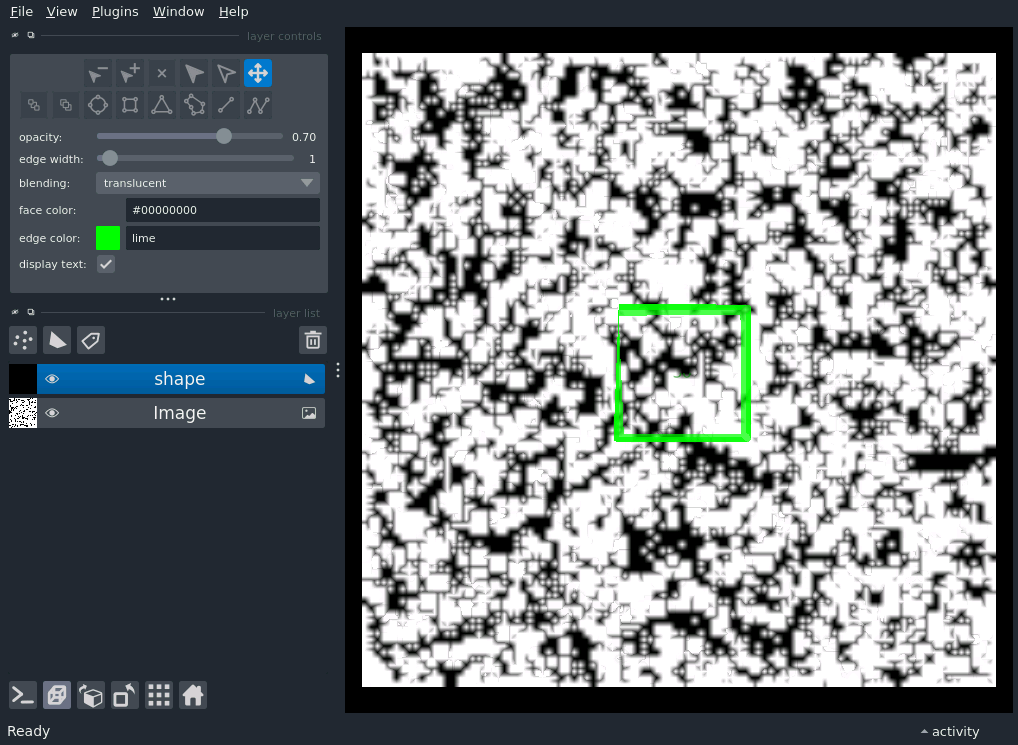 File View Plugins Window Help
layer controls
opacity: 0.70
edge width: 1
blending: translucent
face color: #00000000
edge color: lime
display text:
layer list
shape
Image
Ready
activity